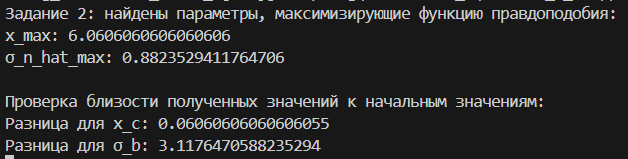 Задание 2: найдены параметры, максимизирующие функцию правдоподобия:
x_max: 6.0606060606060606
σ_n_hat_max: 0.8823529411764706
Проверка близости полученных значений к начальным значениям:
Разница для x_c: 0.06060606060606055
Разница для σ_b: 3.1176470588235294